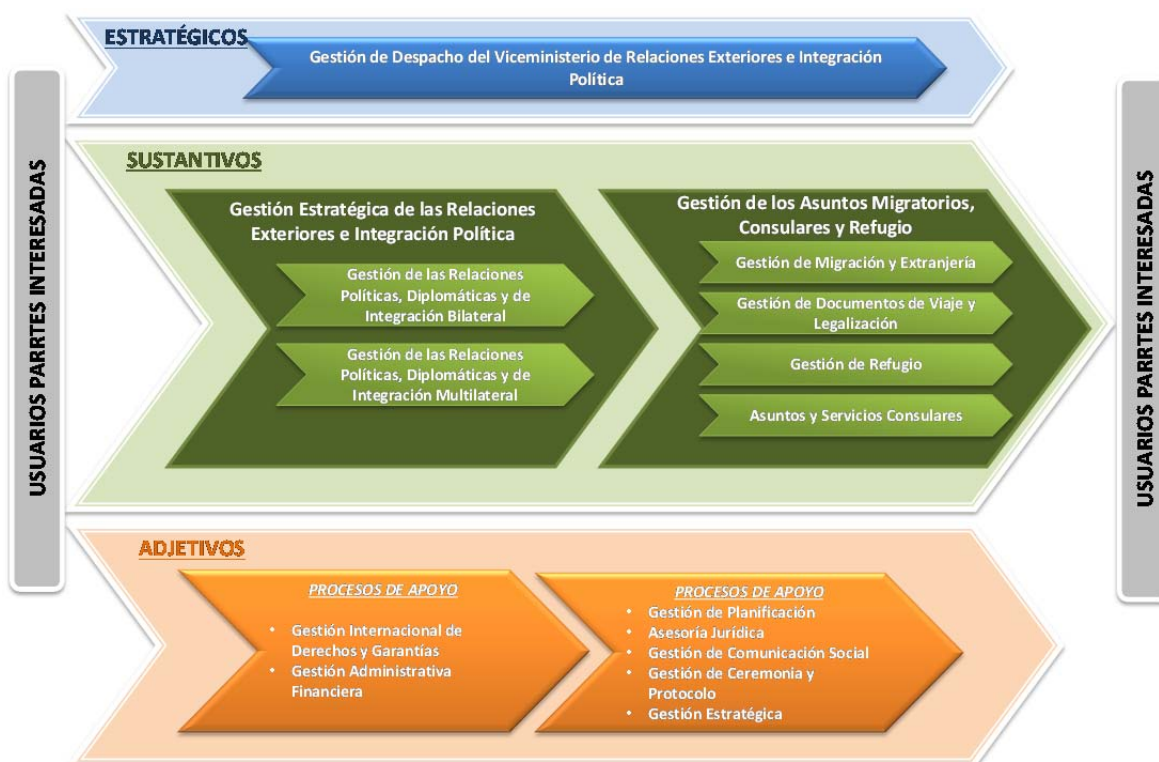 ESTRATÉGICOS
Gestión de Despacho del Viceministerio de Relaciones Exteriores e Integración
Política
USUARIOS PARRTES INTERESADAS
SUSTANTIVOS
Gestión Estratégica de las Relaciones
Exteriores e Integración Política
Gestión de las Relaciones
Políticas, Diplomáticas y de
Integración Bilateral
Gestión de las Relaciones
Políticas, Diplomáticas y de
Integración Multilateral
Gestión de los Asuntos Migratorios,
Consulares y Refugio
Gestión de Migración y Extranjería
Gestión de Documentos de Viaje y
Legalización
Gestión de Refugio
Asuntos y Servicios Consulares
USUARIOS PARRTES INTERESADAS
ADJETIVOS
PROCESOS DE APOYO
• Gestión Internacional de
Derechos y Garantías
• Gestión Administrativa
Financiera
PROCESOS DE APOYO
• Gestión de Planificación
• Asesoría Jurídica
• Gestión de Comunicación Social
• Gestión de Ceremonia y
Protocolo
• Gestión Estratégica